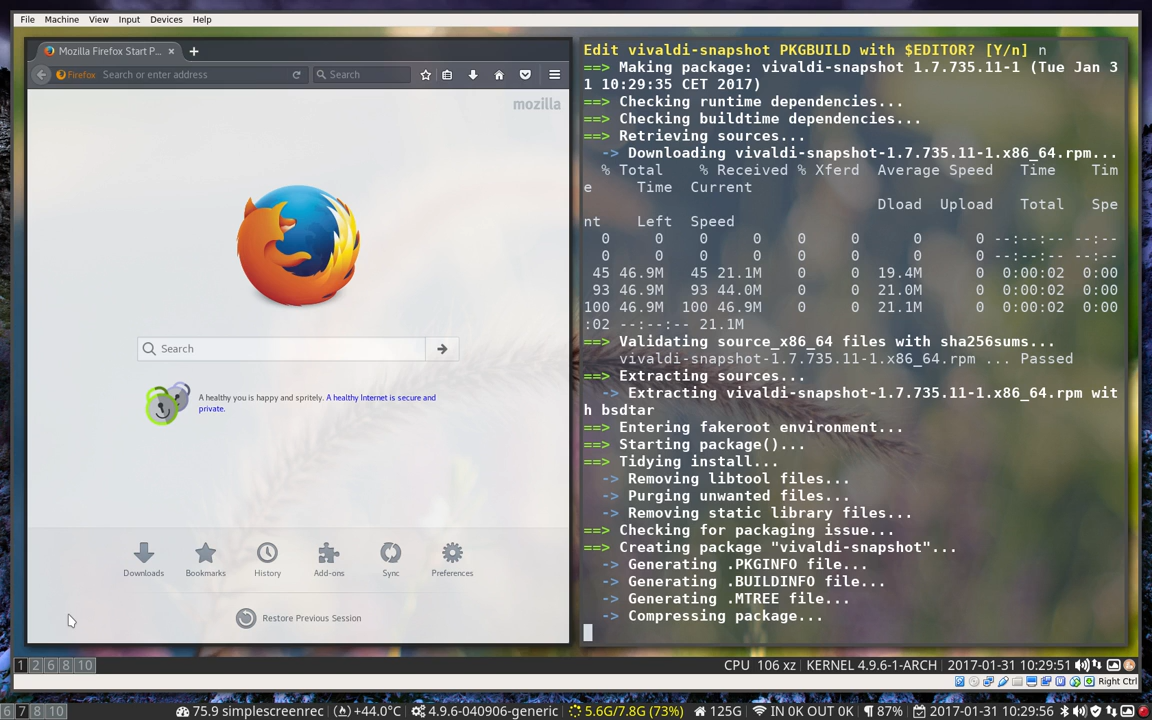 File Machine View Input Devices Help
Mozilla Firefox Start P...
Firefox Search or enter address Search
mozilla
Search
A healthy you is happy and spritely. A healthy Internet is secure and
private.
Downloads Bookmarks History Add-ons Sync Preferences
Restore Previous Session
Edit vivaldi-snapshot PKGBUILD with $EDITOR? [Y/n] n
==> Making package: vivaldi-snapshot 1.7.735.11-1 (Tue Jan 3
1 10:29:35 CET 2017)
==> Checking runtime dependencies...
==> Checking buildtime dependencies...
==> Retrieving sources...
-> Downloading vivaldi-snapshot-1.7.735.11-1.x86_64.rpm...
% Total % Received % Xferd Average Speed Time Tim
e Time Current
Dload Upload Total Spe
nt Left Speed
0 0 0 0 0 0 0 0 --:--:-- --:--
0 0 0 0 0 0 0 0 --:--:-- --:--
45 46.9M 45 21.1M 0 0 19.4M 0 0:00:02 0:00
93 46.9M 93 44.0M 0 0 21.0M 0 0:00:02 0:00
100 46.9M 100 46.9M 0 0 21.1M 0 0:00:02 0:00
:02 --:--:-- 21.1M
==> Validating source_x86_64 files with sha256sums...
vivaldi-snapshot-1.7.735.11-1.x86_64.rpm ... Passed
==> Extracting sources...
-> Extracting vivaldi-snapshot-1.7.735.11-1.x86_64.rpm wit
h bsdtar
==> Entering fakeroot environment...
==> Starting package()...
==> Tidying install...
-> Removing libtool files...
-> Purging unwanted files...
-> Removing static library files...
==> Checking for packaging issue...
==> Creating package "vivaldi-snapshot"...
-> Generating .PKGINFO file...
-> Generating .BUILDINFO file...
-> Generating .MTREE file...
-> Compressing package...
1 2 6 8 10 CPU 106 xz | KERNEL 4.9.6-1-ARCH | 2017-01-31 10:29:51
Right Ctrl
6 7 8 10 75.9 simplescreenrec | +44.0°C | 4.9.6-040906-generic | 5.6G/7.8G (73%) | 125G | IN 0K OUT 0K | 87% | 2017-01-31 10:29:56